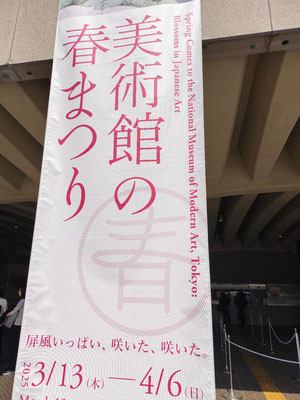 Spring Comes to the National Museum of Modern Art, Tokyo:
Blossoms in Japanese Art
美術館の
春まつり
春
屏風いっぱい、咲いた、咲いた。
2025
3/13(木)—4/6(日)